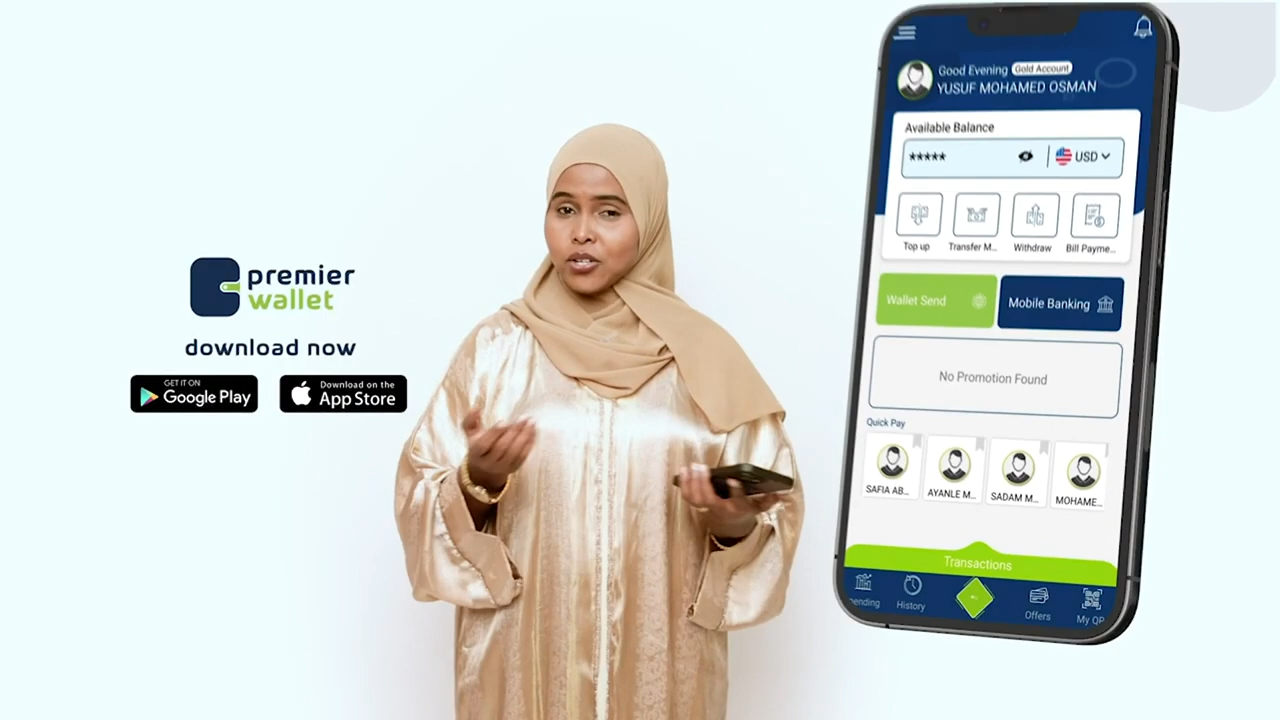 premier
wallet
download now
GET IT ON
Google Play
Download on the
App Store
Good Evening Gold Account
YUSUF MOHAMED OSMAN
Available Balance
***** USD
Top up Transfer M... Withdraw Bill Payme...
Wallet Send Mobile Banking
No Promotion Found
Quick Pay
SAFIA AB... AYANLE M... SADAM M... MOHAME...
Transactions
ending History Offers My QR